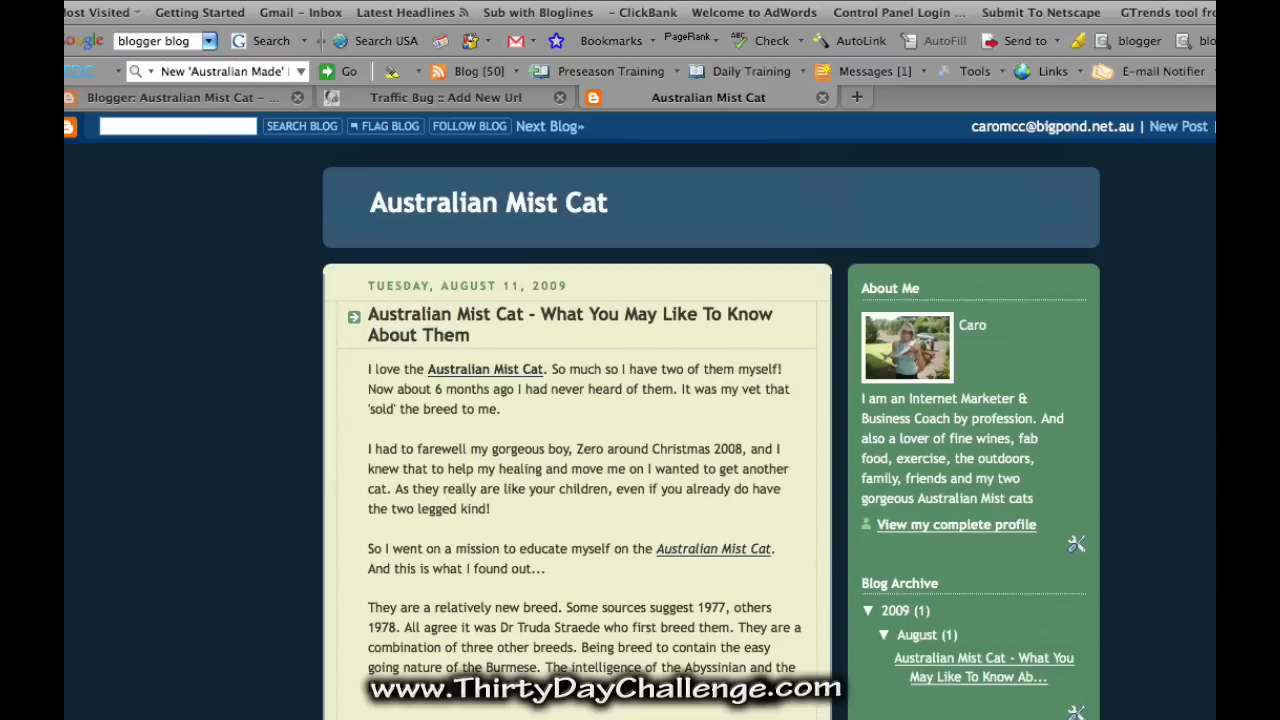 ost Visited Getting Started Gmail - Inbox Latest Headlines Sub with Bloglines - ClickBank Welcome to AdWords Control Panel Login ... Submit To Netscape GTrends tool fr
Google blogger blog Search Search USA Bookmarks PageRank Check AutoLink AutoFill Send to blogger blo
New 'Australian Made' Go Blog [50] Preseason Training Daily Training Messages [1] Tools Links E-mail Notifier
Blogger: Australian Mist Cat - ... Traffic Bug :: Add New Url Australian Mist Cat
SEARCH BLOG FLAG BLOG FOLLOW BLOG Next Blog» caromcc@bigpond.net.au | New Post |
Australian Mist Cat
TUESDAY, AUGUST 11, 2009
Australian Mist Cat - What You May Like To Know
About Them
I love the Australian Mist Cat. So much so I have two of them myself!
Now about 6 months ago I had never heard of them. It was my vet that
'sold' the breed to me.
I had to farewell my gorgeous boy, Zero around Christmas 2008, and I
knew that to help my healing and move me on I wanted to get another
cat. As they really are like your children, even if you already do have
the two legged kind!
So I went on a mission to educate myself on the Australian Mist Cat.
And this is what I found out...
They are a relatively new breed. Some sources suggest 1977, others
1978. All agree it was Dr Truda Straede who first breed them. They are a
combination of three other breeds. Being breed to contain the easy
going nature of the Burmese. The intelligence of the Abyssinian and the
About Me
Caro
I am an Internet Marketer &
Business Coach by profession. And
also a lover of fine wines, fab
food, exercise, the outdoors,
family, friends and my two
gorgeous Australian Mist cats
View my complete profile
Blog Archive
▼ 2009 (1)
▼ August (1)
Australian Mist Cat - What You
May Like To Know Ab...
www.ThirtyDayChallenge.com